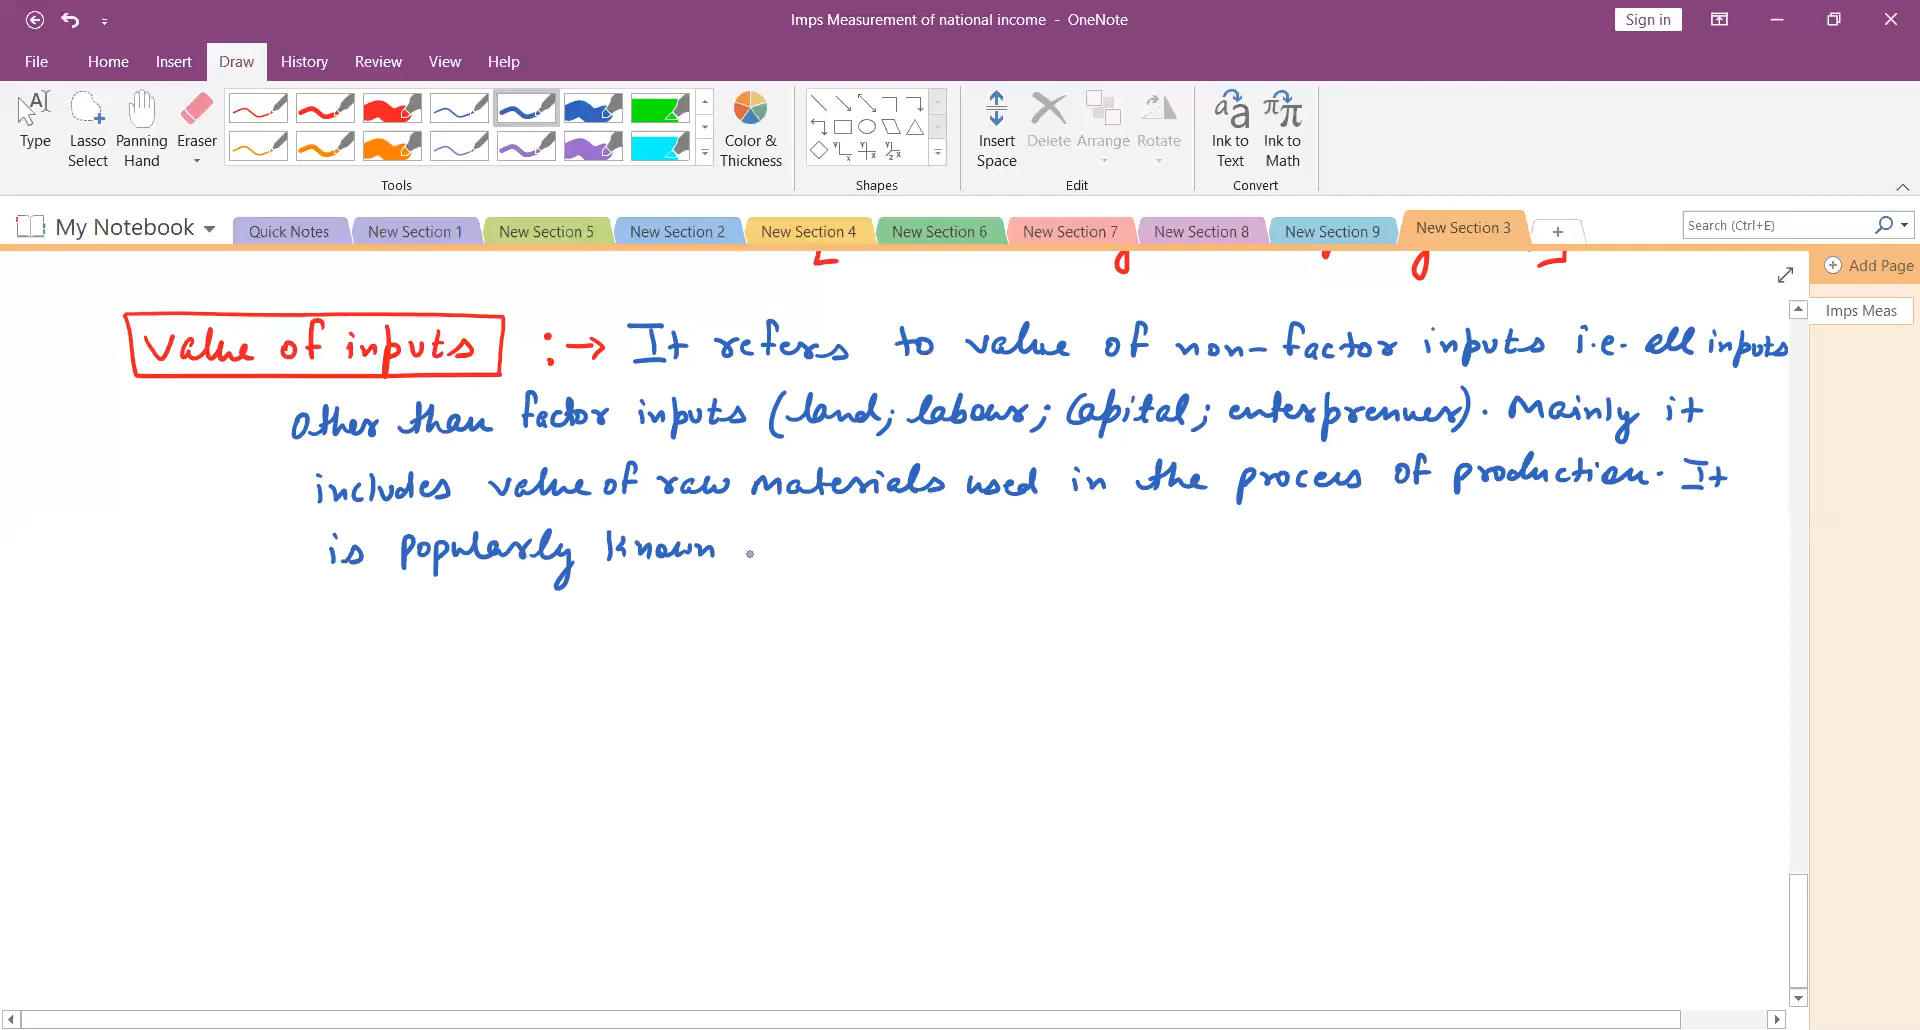 Imps Measurement of national income - OneNote
Sign in
File Home Insert Draw History Review View Help
Type
Lasso Select
Panning Hand
Eraser
Color & Thickness
Insert Space
Delete
Arrange
Rotate
Ink to Text
Ink to Math
Tools Shapes Edit Convert
My Notebook
Quick Notes New Section 1 New Section 5 New Section 2 New Section 4 New Section 6 New Section 7 New Section 8 New Section 9 New Section 3 +
Search (Ctrl+E)
Add Page
Imps Meas
Value of inputs :→ It refers to value of non-factor inputs i.e. all inputs
other than factor inputs (land; labour; capital; enterprenuer). Mainly it
includes value of raw materials used in the process of production. It
is popularly known